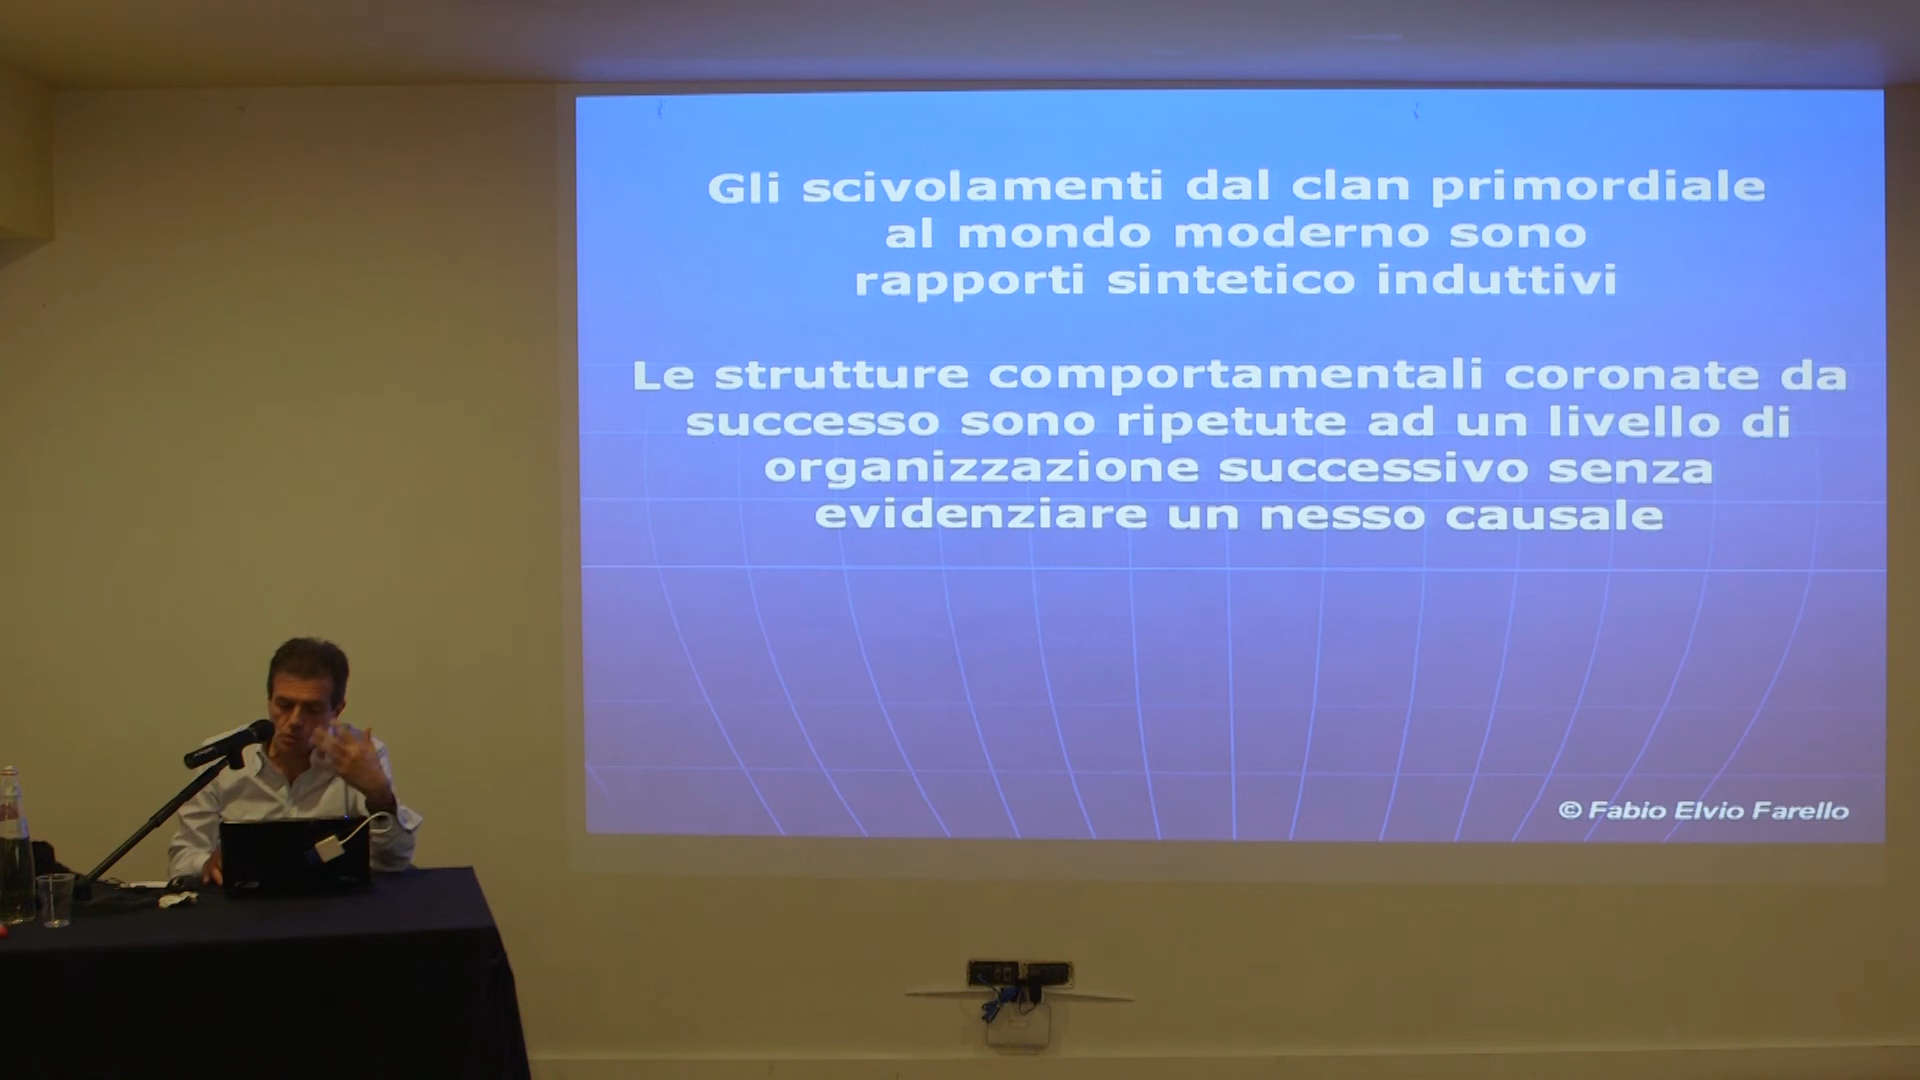 Gli scivolamenti dal clan primordiale
al mondo moderno sono
rapporti sintetico induttivi
Le strutture comportamentali coronate da
successo sono ripetute ad un livello di
organizzazione successivo senza
evidenziare un nesso causale
© Fabio Elvio Farello